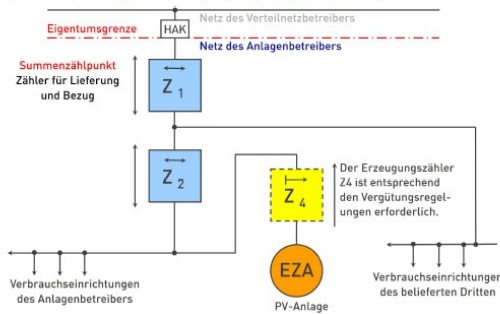 Netz des Verteilnetzbetreibers
Eigentumsgrenze
HAK
Netz des Anlagenbetreibers
Summenzählpunkt
Zähler für Lieferung
und Bezug
Z 1
Z 2
Z 4
Der Erzeugungszähler
Z4 ist entsprechend
den Vergütungsregel-
ungen erforderlich.
EZA
PV-Anlage
Verbrauchseinrichtungen
des Anlagenbetreibers
Verbrauchseinrichtungen
des belieferten Dritten